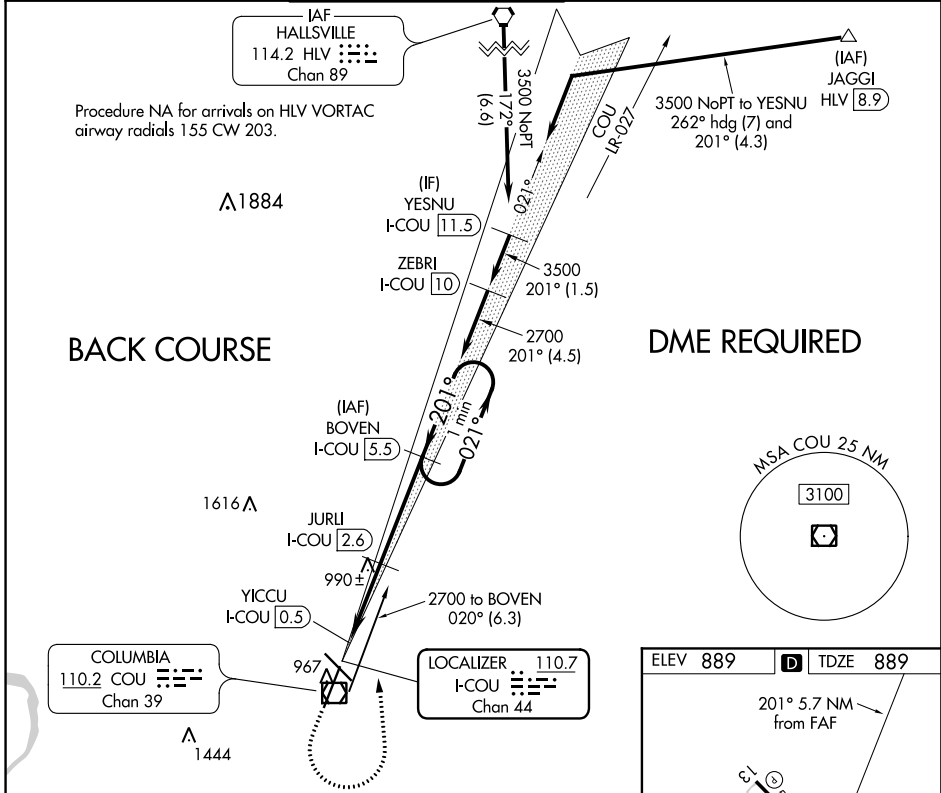 IAF
HALLSVILLE
114.2 HLV
Chan 89
Procedure NA for arrivals on HLV VORTAC
airway radials 155 CW 203.
3500 NoPT
172°
(6.6)
COU
LR-027
(IAF)
JAGGI
HLV 8.9
3500 NoPT to YESNU
262° hdg (7) and
201° (4.3)
1884
021°
(IF)
YESNU
I-COU 11.5
ZEBRI
I-COU 10
3500
201° (1.5)
2700
201° (4.5)
BACK COURSE
DME REQUIRED
201°
1 min
021°
(IAF)
BOVEN
I-COU 5.5
MSA COU 25 NM
3100
1616
JURLI
I-COU 2.6
990±
YICCU
I-COU 0.5
2700 to BOVEN
020° (6.3)
COLUMBIA
110.2 COU
Chan 39
967
LOCALIZER 110.7
I-COU
Chan 44
1444
ELEV 889 D TDZE 889
201° 5.7 NM
from FAF
13
P